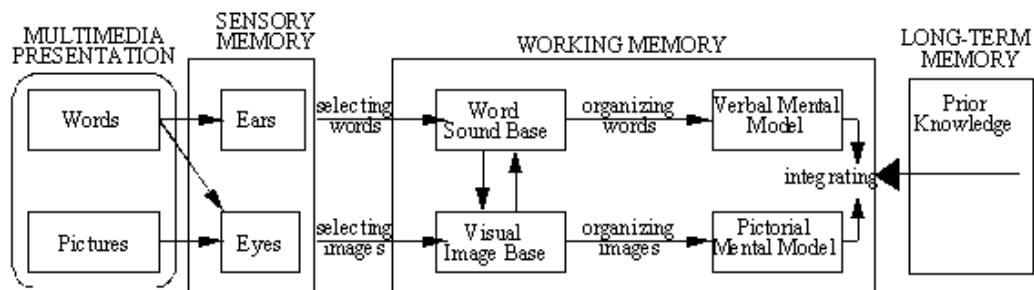 MULTIMEDIA
PRESENTATION
SENSORY
MEMORY
WORKING MEMORY
LONG-TERM
MEMORY
Words
Ears
selecting
words
Word
Sound Base
organizing
words
Verbal Mental
Model
Prior
Knowledge
integrating
Pictures
Eyes
selecting
images
Visual
Image Base
organizing
images
Pictorial
Mental Model